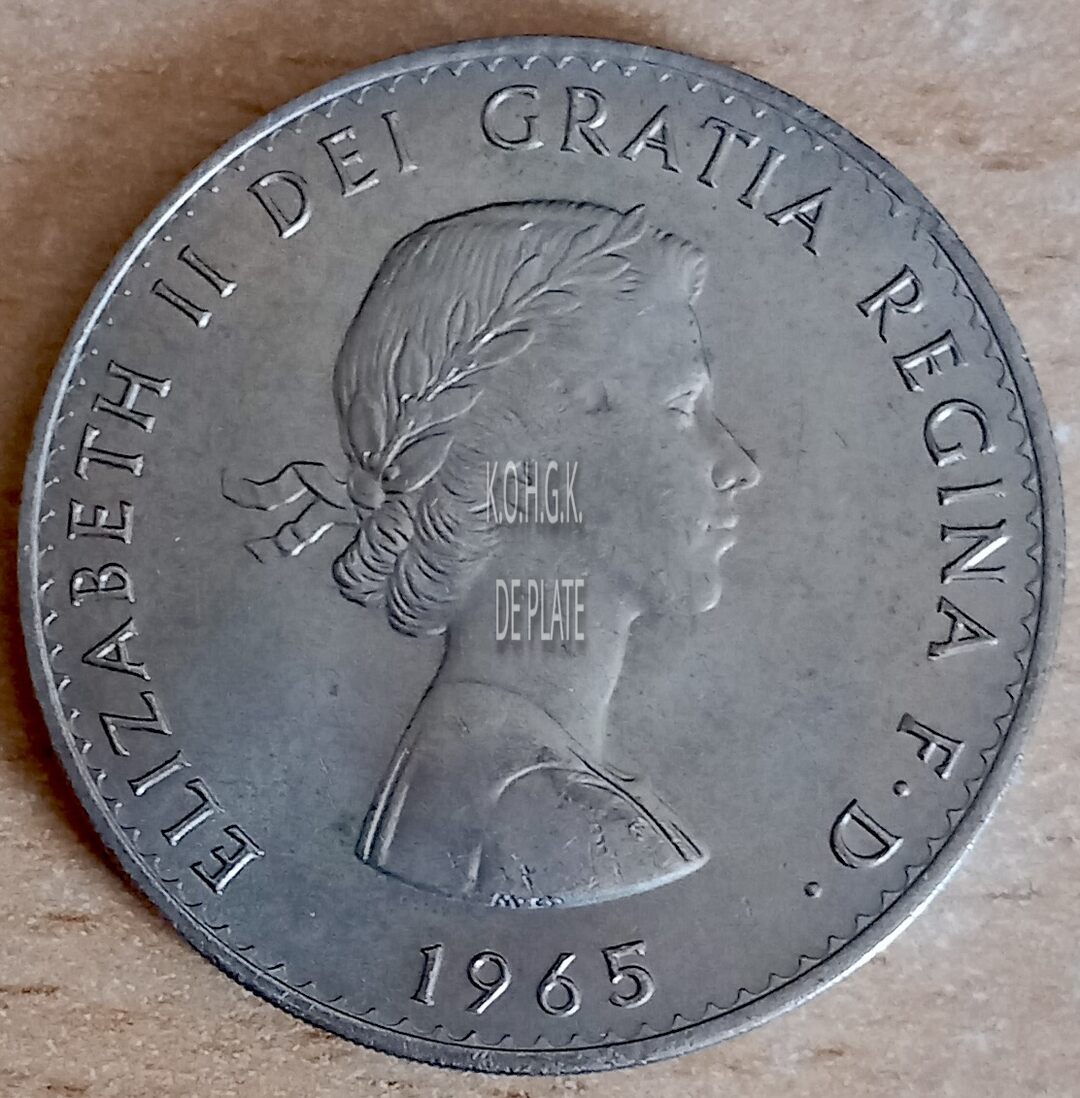 ELIZABETH II DEI GRATIA REGINA F. D.
1965
K.O.H.G.K.
DE PLATE